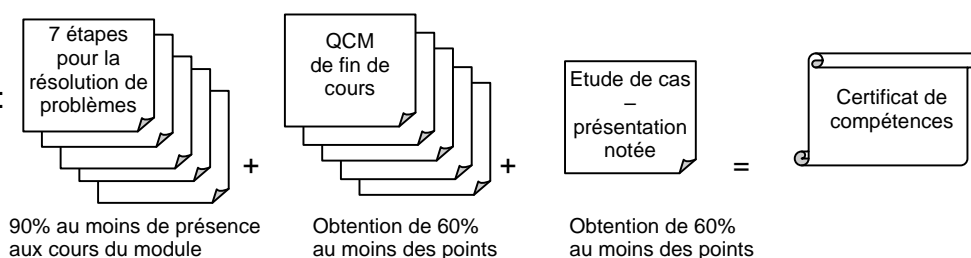 7 étapes
pour la
résolution de
problèmes
:
+
90% au moins de présence
aux cours du module
QCM
de fin de
cours
+
Obtention de 60%
au moins des points
Etude de cas
–
présentation
notée
=
Obtention de 60%
au moins des points
Certificat de
compétences